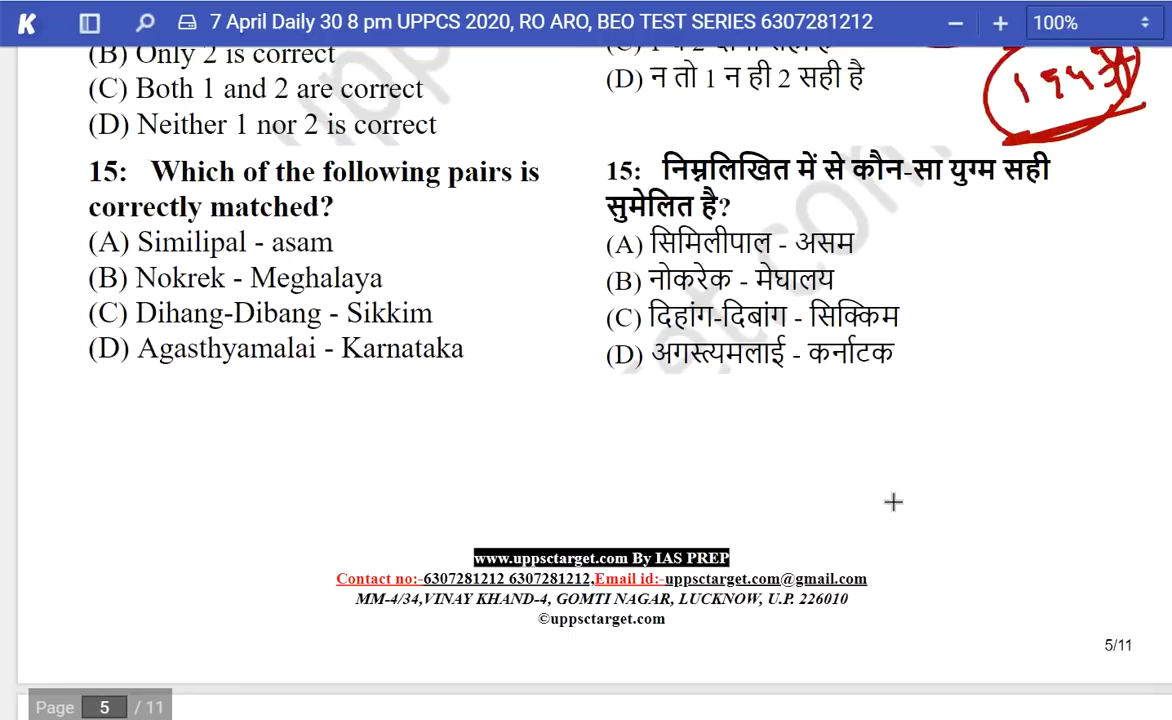 7 April Daily 30 8 pm UPPCS 2020, RO ARO, BEO TEST SERIES 6307281212
100%
(B) Only 2 is correct
(C) Both 1 and 2 are correct
(D) Neither 1 nor 2 is correct
(D) न तो 1 न ही 2 सही है
15: Which of the following pairs is
correctly matched?
(A) Similipal - asam
(B) Nokrek - Meghalaya
(C) Dihang-Dibang - Sikkim
(D) Agasthyamalai - Karnataka
15: निम्नलिखित में से कौन-सा युग्म सही
सुमेलित है?
(A) सिमिलीपाल - असम
(B) नोकरेक - मेघालय
(C) दिहांग-दिबांग - सिक्किम
(D) अगस्त्यमलाई - कर्नाटक
www.uppsctarget.com By IAS PREP
Contact no:-6307281212 6307281212,Email id:-uppsctarget.com@gmail.com
MM-4/34,VINAY KHAND-4, GOMTI NAGAR, LUCKNOW, U.P. 226010
©uppsctarget.com
5/11
Page 5 / 11